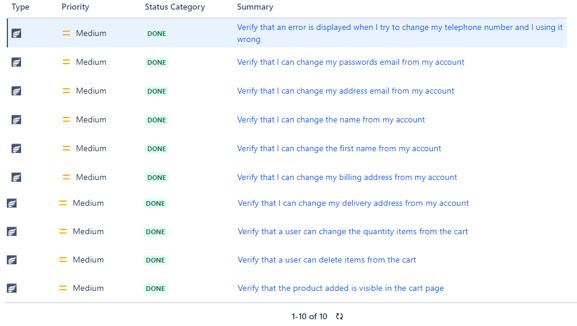 Type Priority Status Category Summary
Medium DONE Verify that an error is displayed when I try to change my telephone number and I using it
wrong
Medium DONE Verify that I can change my passwords email from my account
Medium DONE Verify that I can change my address email from my account
Medium DONE Verify that I can change the name from my account
Medium DONE Verify that I can change the first name from my account
Medium DONE Verify that I can change my billing address from my account
Medium DONE Verify that I can change my delivery address from my account
Medium DONE Verify that a user can change the quantity items from the cart
Medium DONE Verify that a user can delete items from the cart
Medium DONE Verify that the product added is visible in the cart page
1-10 of 10